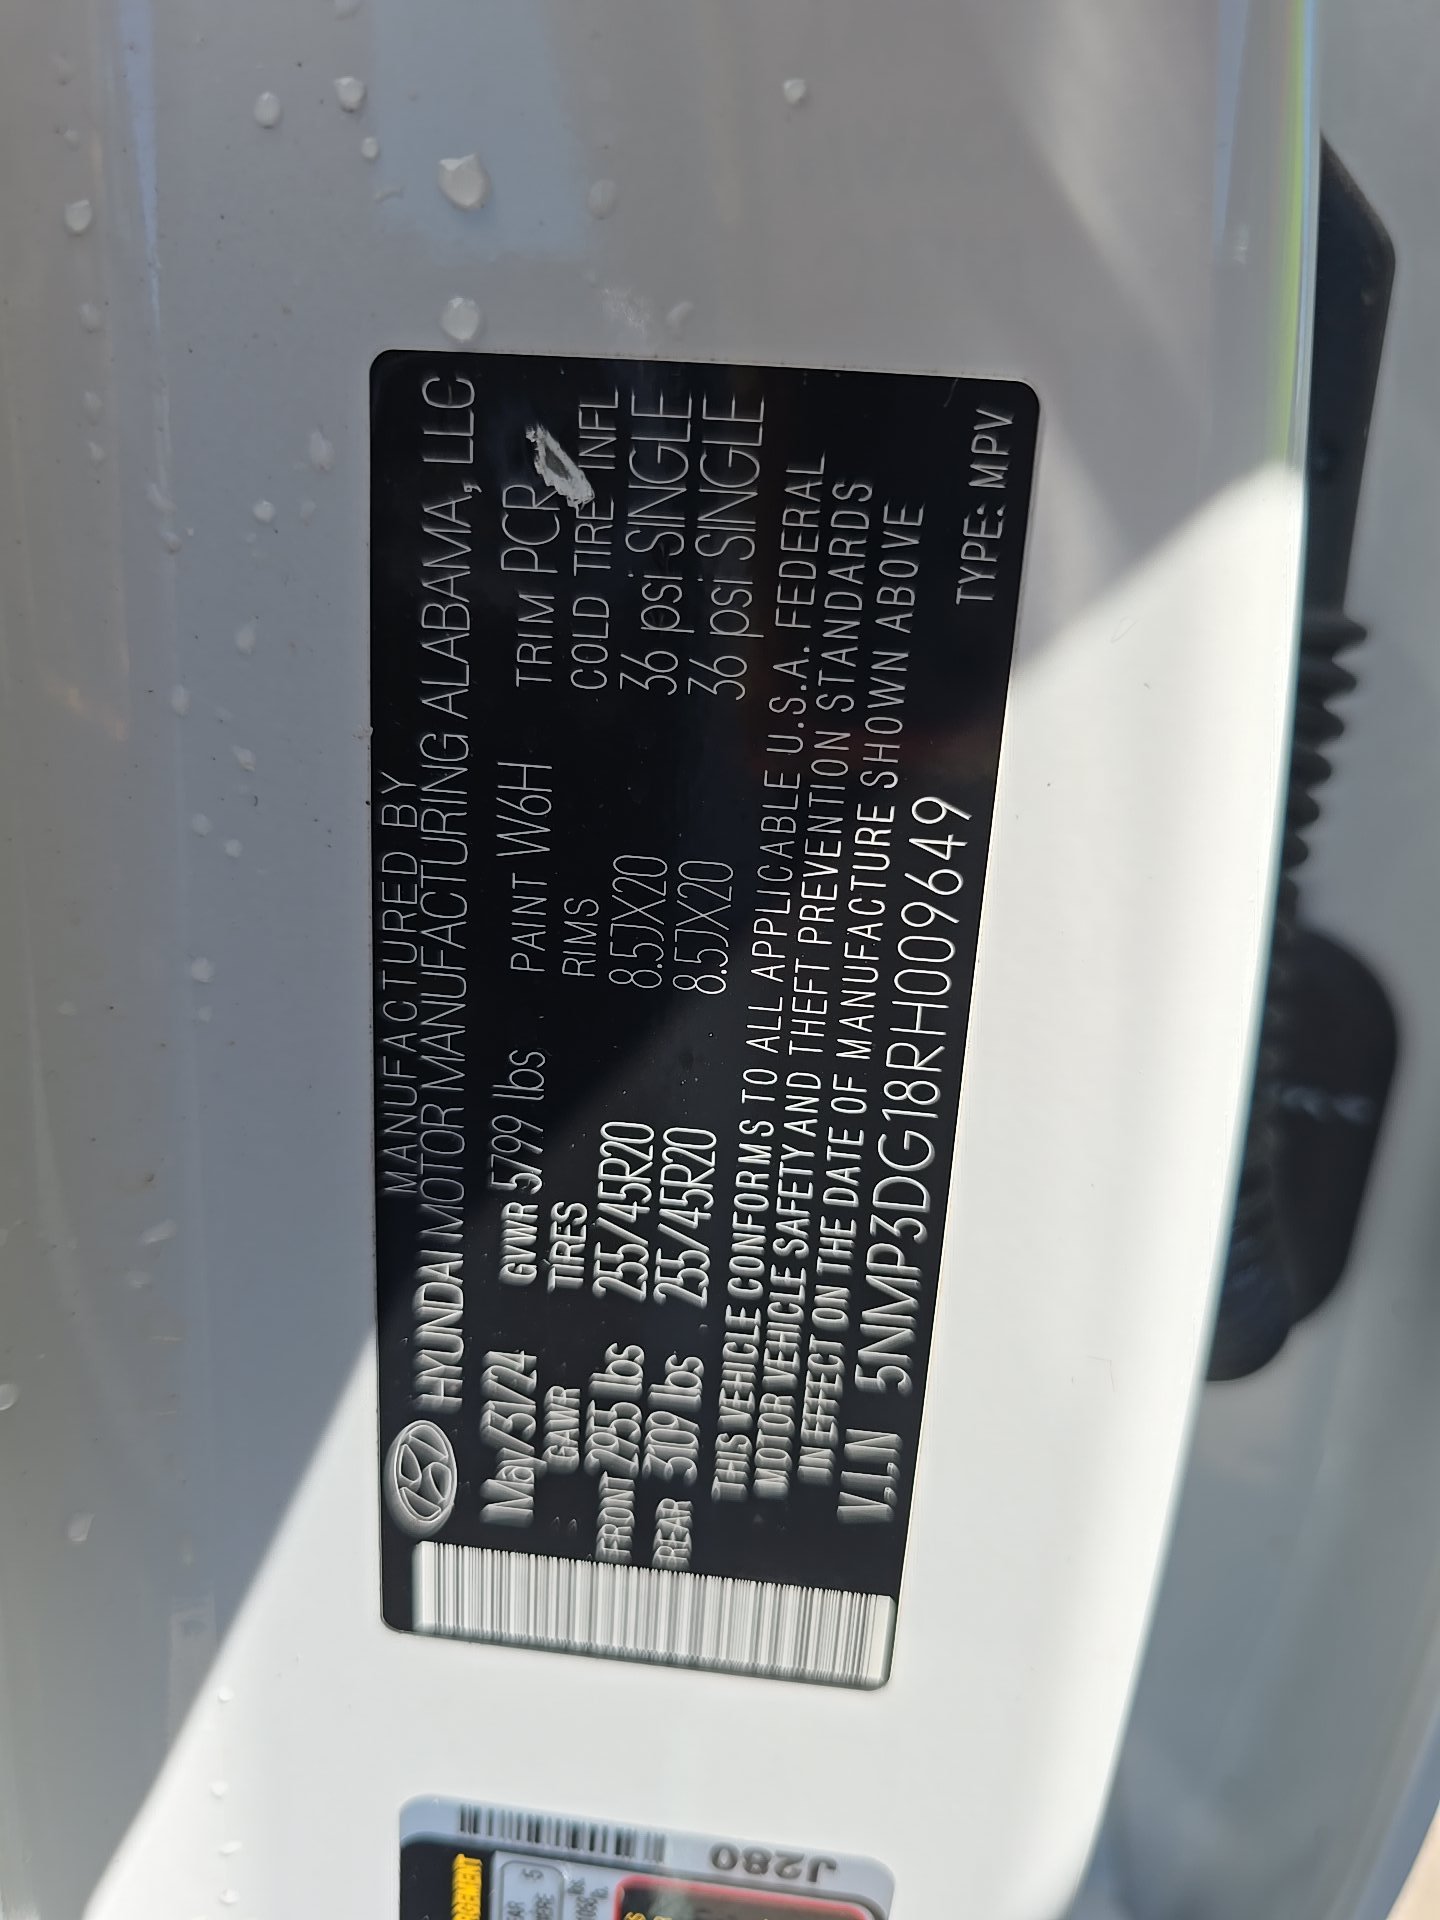 MANUFACTURED BY
HYUNDAI MOTOR MANUFACTURING ALABAMA, LLC
May/31/24 GVWR 5799 lbs PAINT W6H TRIM PCR
GAWR TIRES RIMS COLD TIRE INFL
FRONT 2955 lbs 255/45R20 8.5JX20 36 psi SINGLE
REAR 3109 lbs 255/45R20 8.5JX20 36 psi SINGLE
THIS VEHICLE CONFORMS TO ALL APPLICABLE U.S.A. FEDERAL
MOTOR VEHICLE SAFETY AND THEFT PREVENTION STANDARDS
IN EFFECT ON THE DATE OF MANUFACTURE SHOWN ABOVE
V.I.N 5NMP3DG18RH009649
TYPE: MPV
J280
5